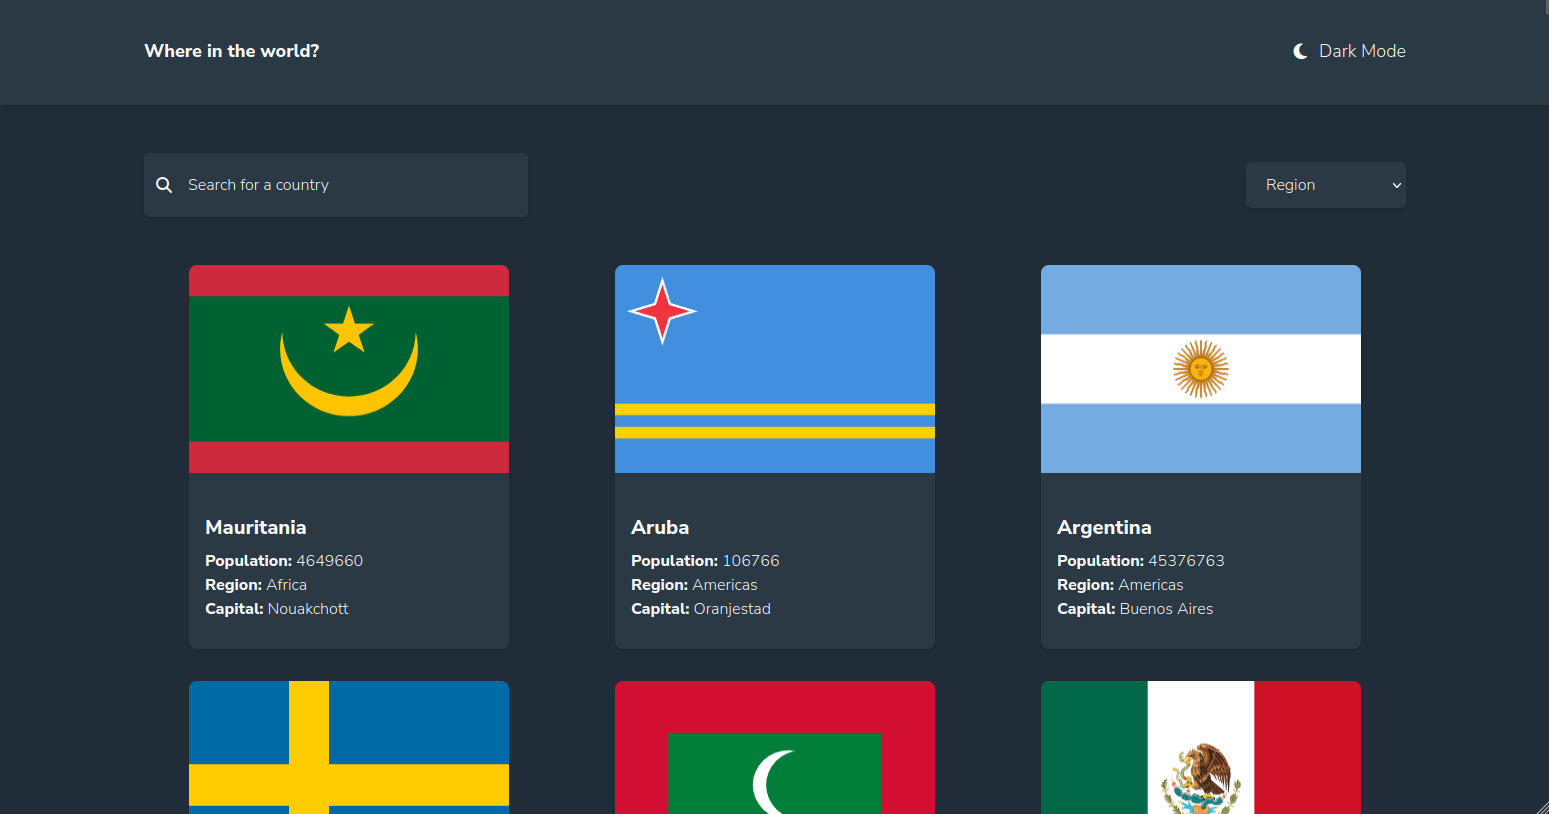 Where in the world?
Dark Mode
Search for a country
Region
Mauritania
Population: 4649660
Region: Africa
Capital: Nouakchott
Aruba
Population: 106766
Region: Americas
Capital: Oranjestad
Argentina
Population: 45376763
Region: Americas
Capital: Buenos Aires